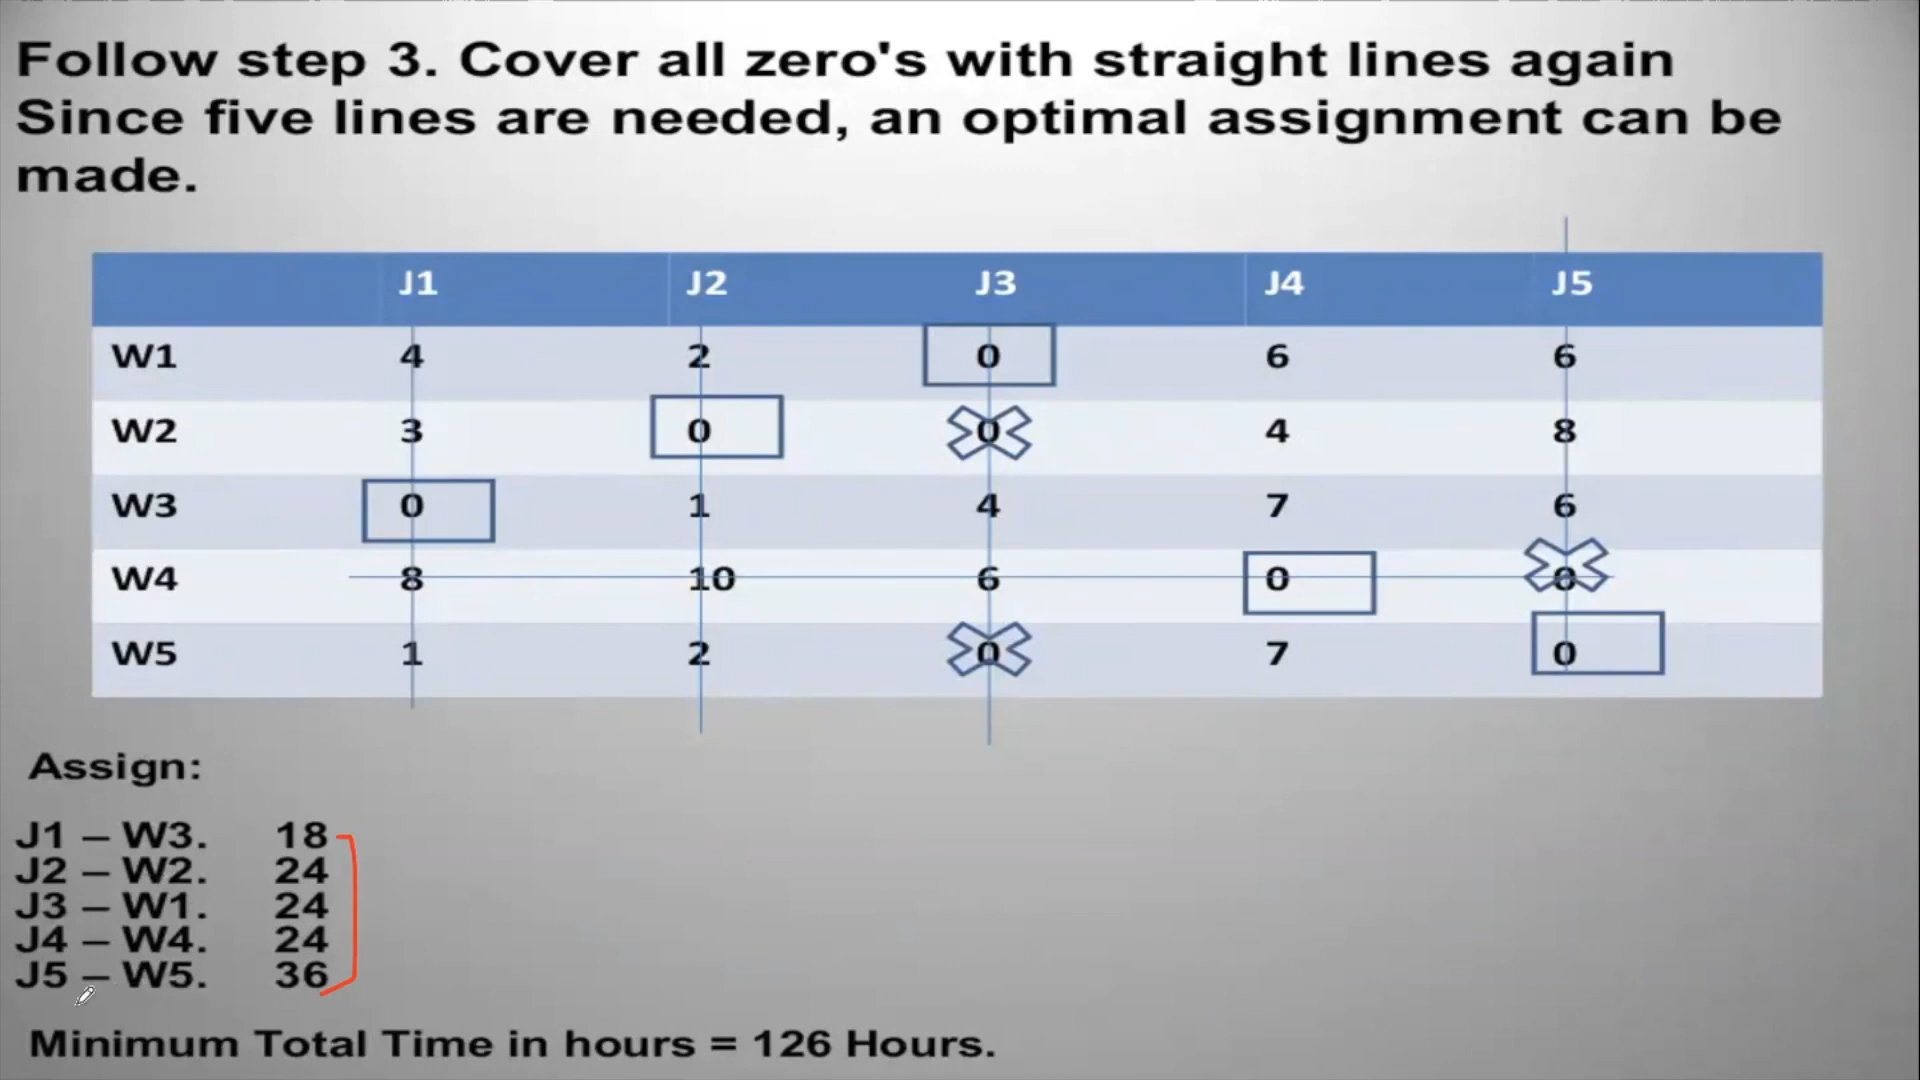 Follow step 3. Cover all zero's with straight lines again
Since five lines are needed, an optimal assignment can be
made.
J1 J2 J3 J4 J5
W1 4 2 0 6 6
W2 3 0 0 4 8
W3 0 1 4 7 6
W4 8 10 6 0 0
W5 1 2 0 7 0
Assign:
J1 – W3. 18
J2 – W2. 24
J3 – W1. 24
J4 – W4. 24
J5 – W5. 36
Minimum Total Time in hours = 126 Hours.